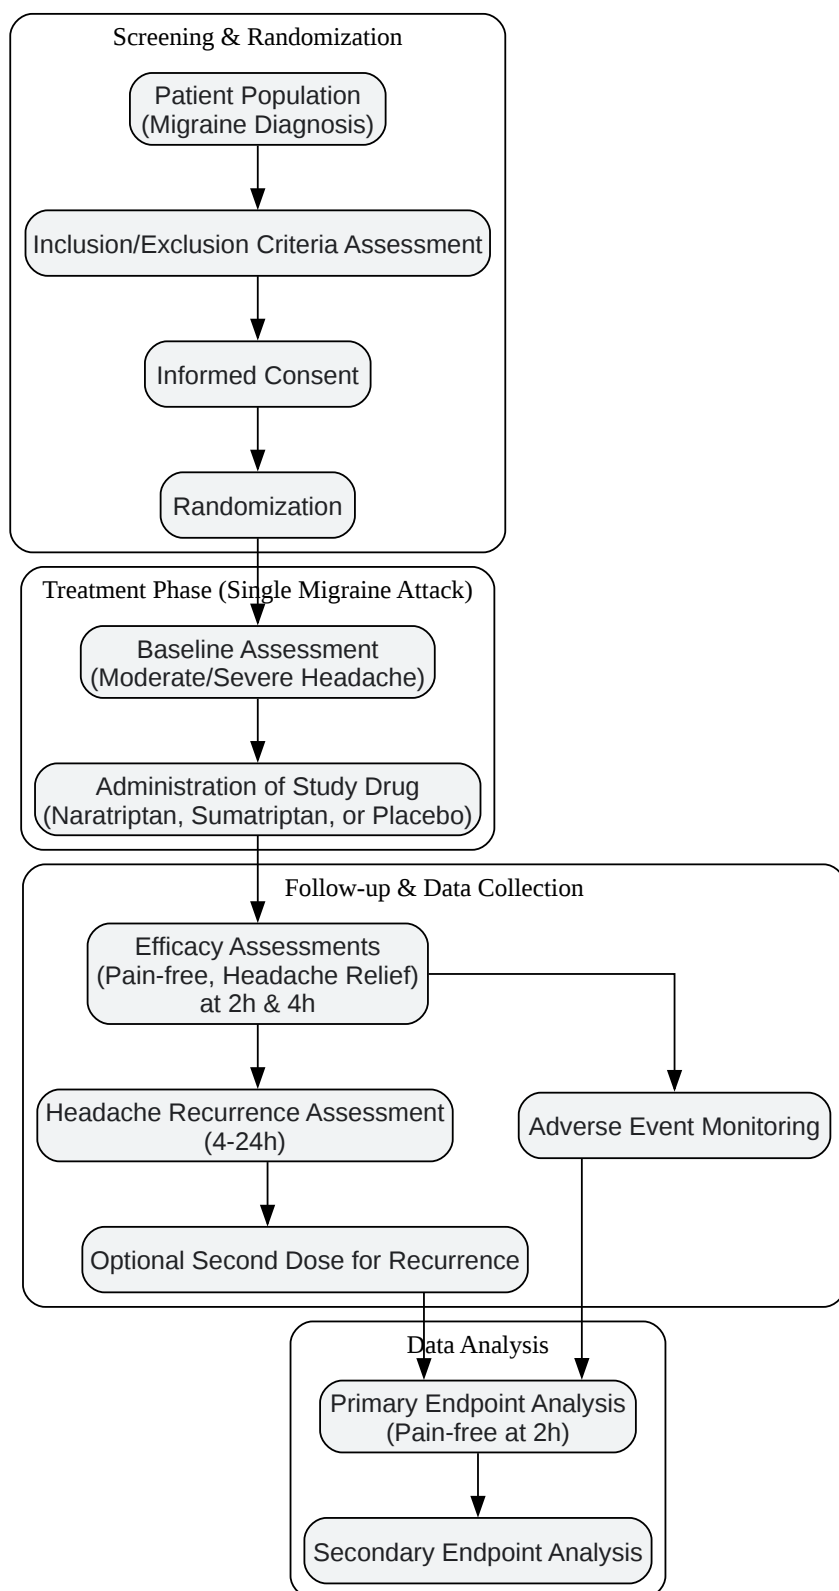 Screening & Randomization
Patient Population
(Migraine Diagnosis)
Inclusion/Exclusion Criteria Assessment
Informed Consent
Randomization
Treatment Phase (Single Migraine Attack)
Baseline Assessment
(Moderate/Severe Headache)
Administration of Study Drug
(Naratriptan, Sumatriptan, or Placebo)
Follow-up & Data Collection
Efficacy Assessments
(Pain-free, Headache Relief)
at 2h & 4h
Headache Recurrence Assessment
(4-24h)
Adverse Event Monitoring
Optional Second Dose for Recurrence
Data Analysis
Primary Endpoint Analysis
(Pain-free at 2h)
Secondary Endpoint Analysis